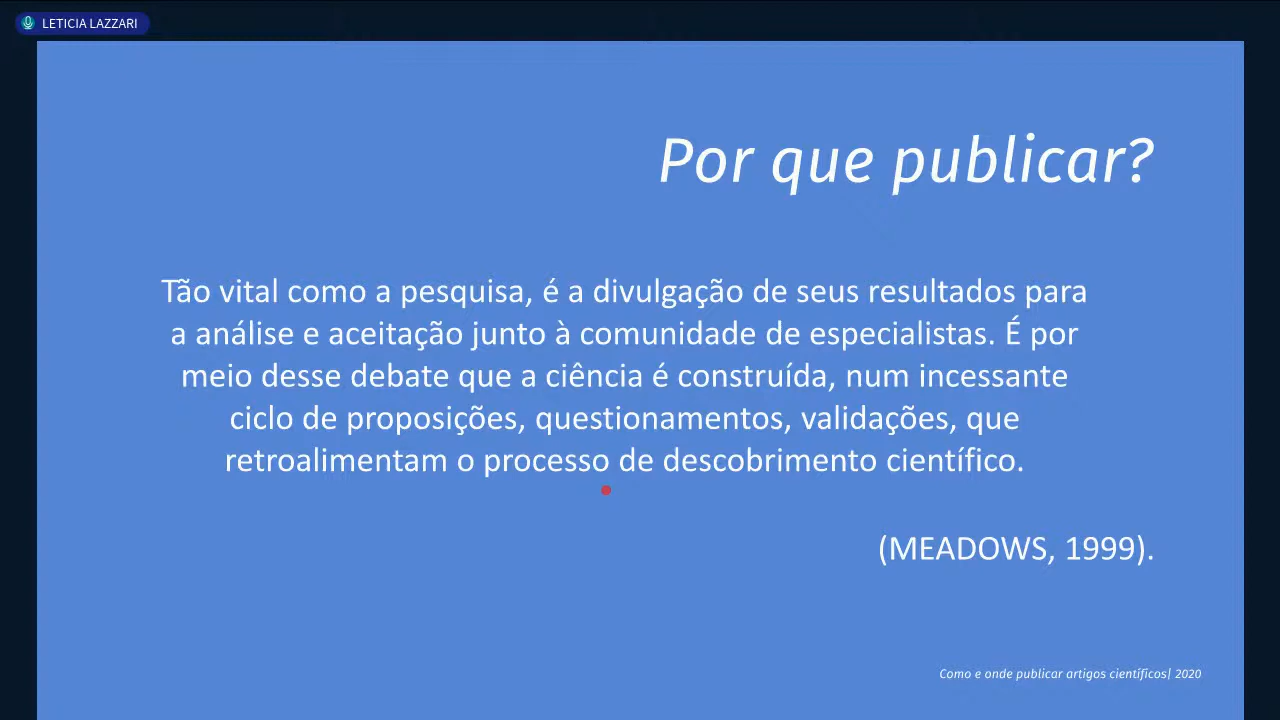 LETICIA LAZZARI
Por que publicar?
Tão vital como a pesquisa, é a divulgação de seus resultados para
a análise e aceitação junto à comunidade de especialistas. É por
meio desse debate que a ciência é construída, num incessante
ciclo de proposições, questionamentos, validações, que
retroalimentam o processo de descobrimento científico.
(MEADOWS, 1999).
Como e onde publicar artigos científicos| 2020